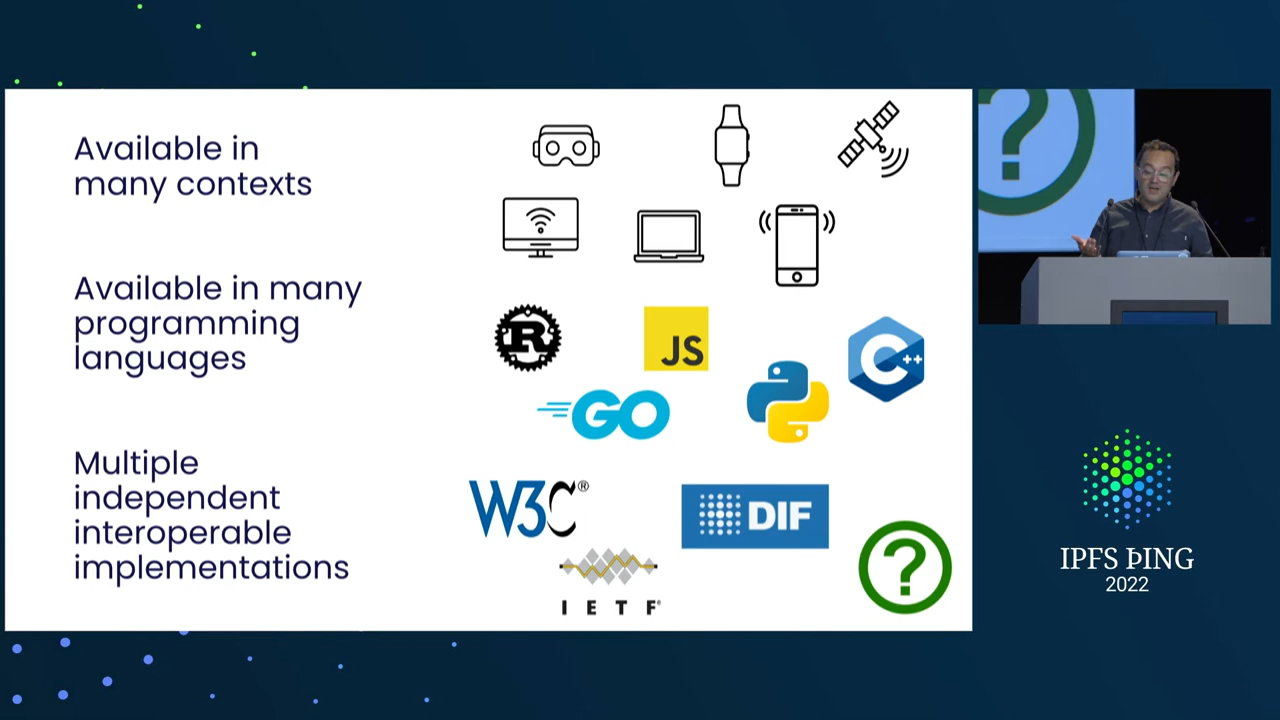 Available in
many contexts
Available in many
programming
languages
R
JS
C++
GO
Multiple
independent
interoperable
implementations
W3C®
DIF
IETF®
?
?
IPFS ÞING
2022